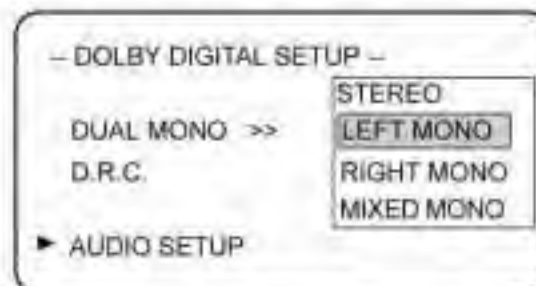 -- DOLBY DIGITAL SETUP --
STEREO
DUAL MONO >> LEFT MONO
D.R.C. RIGHT MONO
MIXED MONO
► AUDIO SETUP